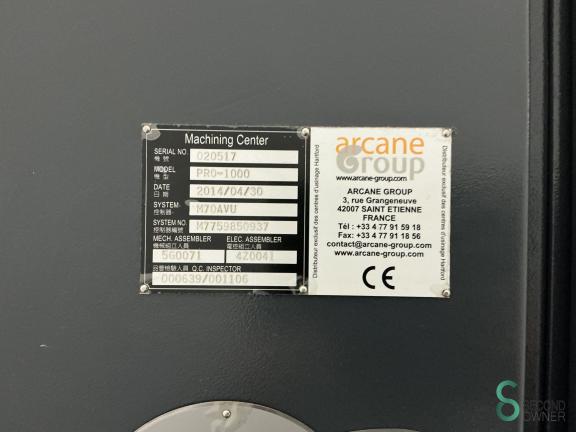 Machining Center
SERIAL NO
機 號
020517
MODEL
機 型
PRO-1000
DATE
日 期
2014/04/30
SYSTEM
控制器
M70AVU
SYSTEM NO.
控制器編號
M7759850937
MECH. ASSEMBLER ELEC. ASSEMBLER
機械組立人員 電控組立人員
560071 4Z0041
品管檢驗人員 Q.C. INSPECTOR
000639/001106
Distributeur exclusif des centres d'usinage Hartford
arcane
Group
www.arcane-group.com
ARCANE GROUP
3, rue Grangeneuve
42007 SAINT ETIENNE
FRANCE
Tél : +33 4 77 91 59 18
Fax: +33 4 77 91 18 56
contact@arcane-group.com
www.arcane-group.com
CE
Distributeur exclusif des centres d'usinage Hartford
SECOND
OWNER